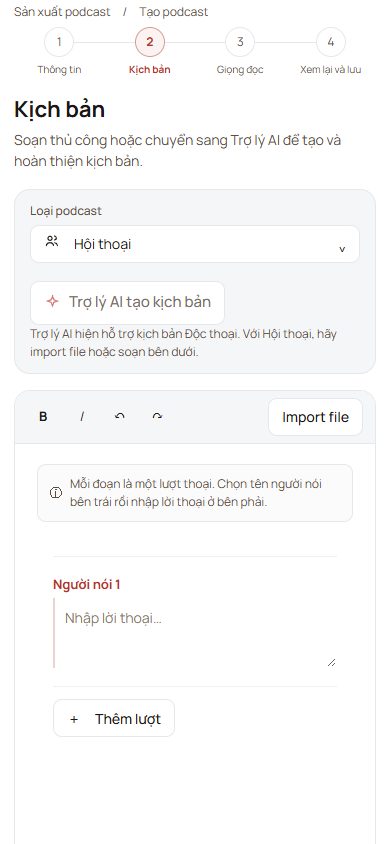 Sản xuất podcast / Tạo podcast
1 2 3 4
Thông tin Kịch bản Giọng đọc Xem lại và lưu
Kịch bản
Soạn thủ công hoặc chuyển sang Trợ lý AI để tạo và
hoàn thiện kịch bản.
Loại podcast
Hội thoại
Trợ lý AI tạo kịch bản
Trợ lý AI hiện hỗ trợ kịch bản Độc thoại. Với Hội thoại, hãy
import file hoặc soạn bên dưới.
B I Import file
Mỗi đoạn là một lượt thoại. Chọn tên người nói
bên trái rồi nhập lời thoại ở bên phải.
Người nói 1
Nhập lời thoại...
+ Thêm lượt